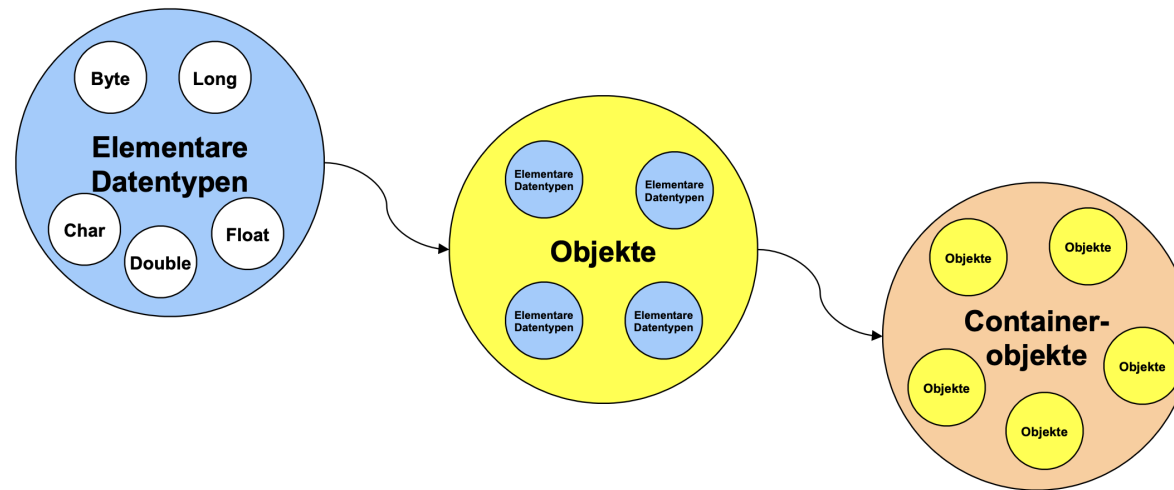 Byte
Long
Elementare
Datentypen
Char
Double
Float
Elementare
Datentypen
Elementare
Datentypen
Objekte
Elementare
Datentypen
Elementare
Datentypen
Objekte
Objekte
Container-
objekte
Objekte
Objekte
Objekte